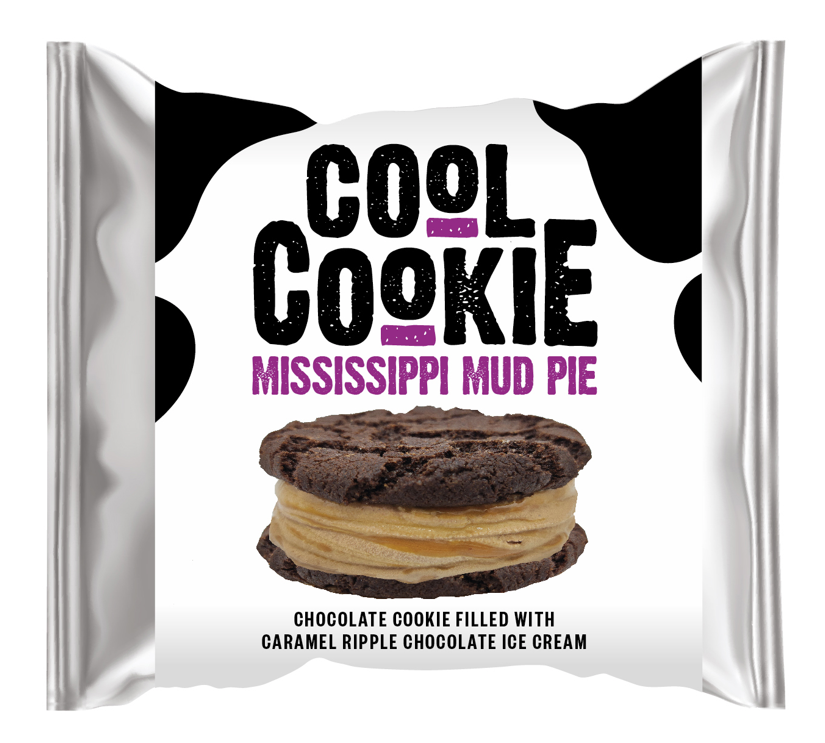 COOL
COOKIE
MISSISSIPPI MUD PIE
CHOCOLATE COOKIE FILLED WITH
CARAMEL RIPPLE CHOCOLATE ICE CREAM